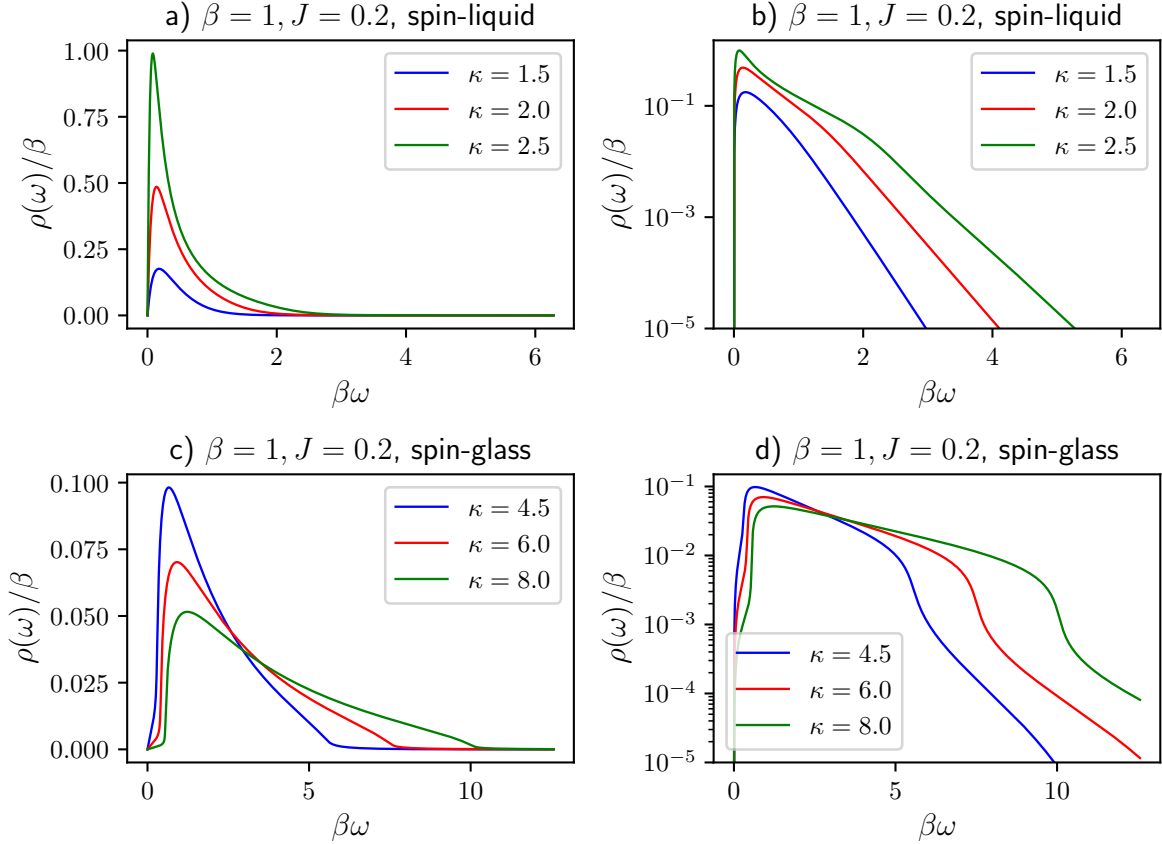 a) β = 1, J = 0.2, spin-liquid
ρ(ω)/β
1.00
0.75
0.50
0.25
0.00
κ = 1.5
κ = 2.0
κ = 2.5
0 2 4 6
βω
b) β = 1, J = 0.2, spin-liquid
ρ(ω)/β
10⁻¹
10⁻³
10⁻⁵
κ = 1.5
κ = 2.0
κ = 2.5
0 2 4 6
βω
c) β = 1, J = 0.2, spin-glass
ρ(ω)/β
0.100
0.075
0.050
0.025
0.000
κ = 4.5
κ = 6.0
κ = 8.0
0 5 10
βω
d) β = 1, J = 0.2, spin-glass
ρ(ω)/β
10⁻¹
10⁻²
10⁻³
10⁻⁴
10⁻⁵
κ = 4.5
κ = 6.0
κ = 8.0
0 5 10
βω